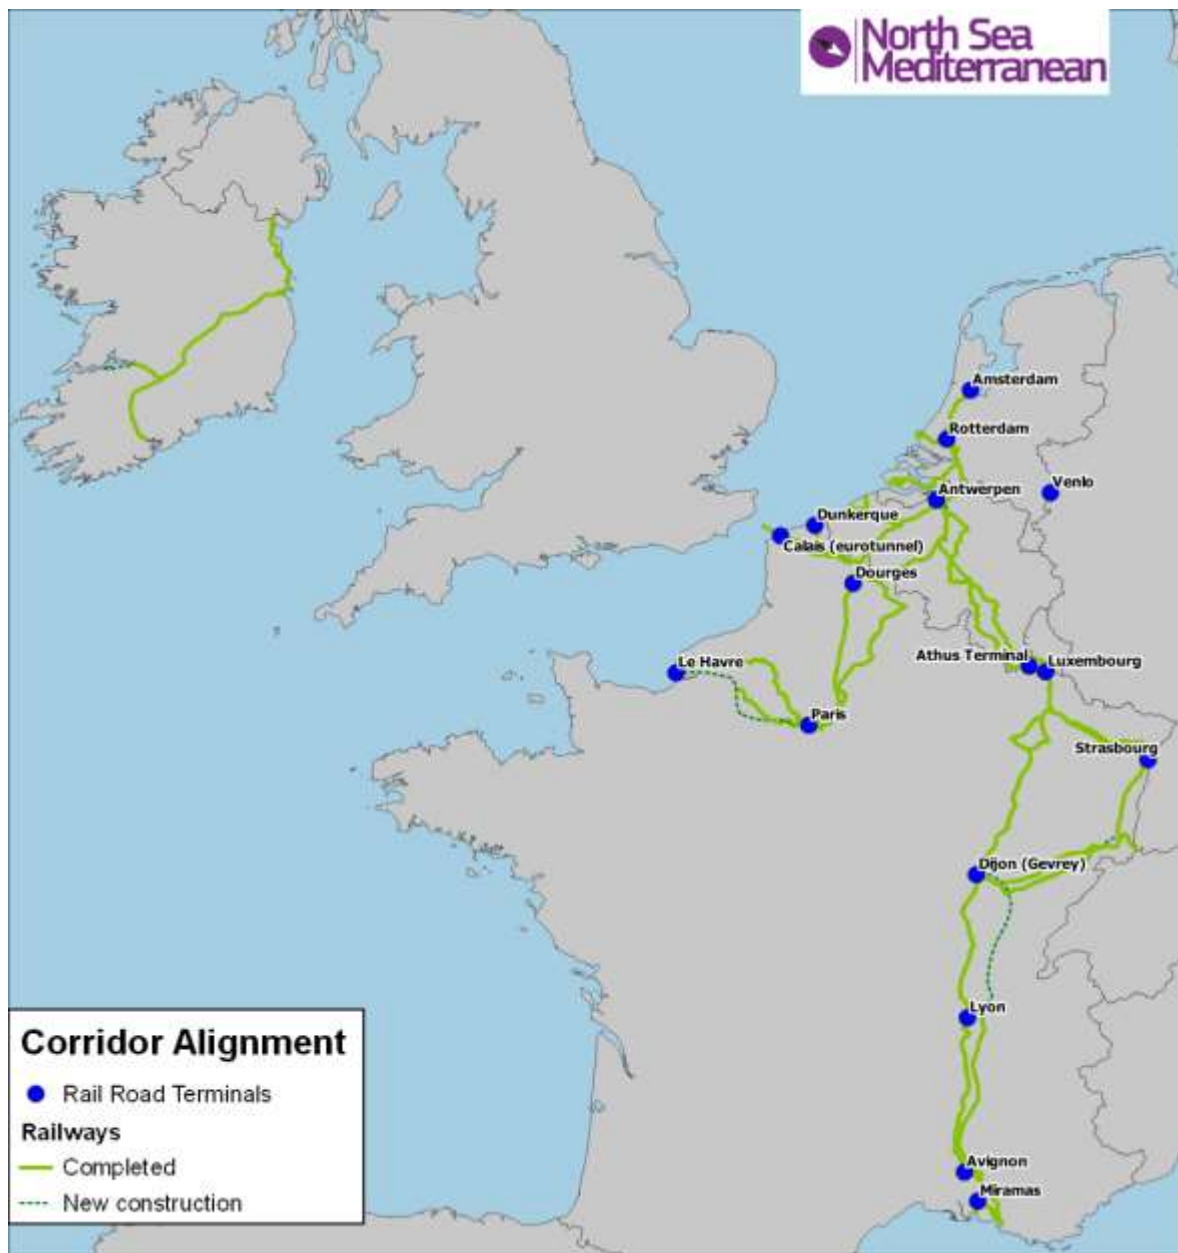 North Sea
Mediterranean
Amsterdam
Rotterdam
Venlo
Antwerpen
Dunkerque
Calais (eurotunnel)
Dourges
Athus Terminal
Luxembourg
Le Havre
Paris
Strasbourg
Dijon (Gevrey)
Lyon
Avignon
Miramas
Corridor Alignment
Rail Road Terminals
Railways
Completed
New construction